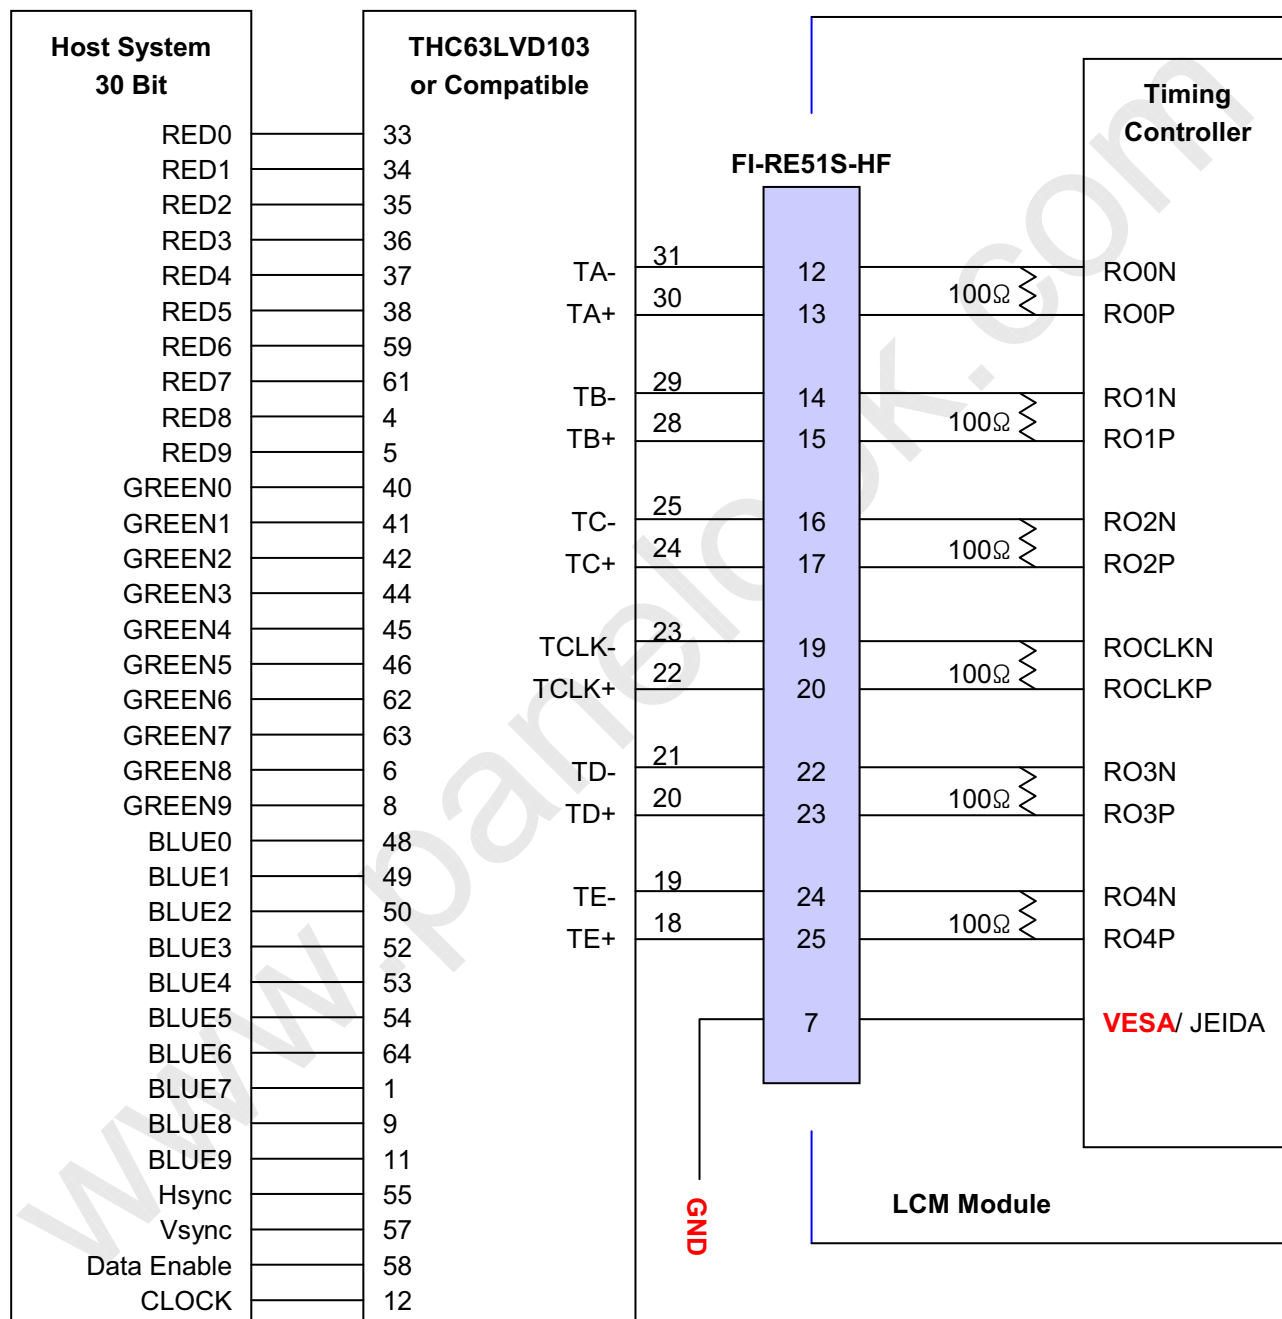 Host System
30 Bit
RED0
RED1
RED2
RED3
RED4
RED5
RED6
RED7
RED8
RED9
GREEN0
GREEN1
GREEN2
GREEN3
GREEN4
GREEN5
GREEN6
GREEN7
GREEN8
GREEN9
BLUE0
BLUE1
BLUE2
BLUE3
BLUE4
BLUE5
BLUE6
BLUE7
BLUE8
BLUE9
Hsync
Vsync
Data Enable
CLOCK
THC63LVD103
or Compatible
33
34
35
36
37
38
59
61
4
5
40
41
42
44
45
46
62
63
6
8
48
49
50
52
53
54
64
1
9
11
55
57
58
12
TA- 31
TA+ 30
TB- 29
TB+ 28
TC- 25
TC+ 24
TCLK- 23
TCLK+ 22
TD- 21
TD+ 20
TE- 19
TE+ 18
GND
FI-RE51S-HF
12
13
14
15
16
17
19
20
22
23
24
25
7
100Ω
100Ω
100Ω
100Ω
100Ω
100Ω
Timing
Controller
RO0N
RO0P
RO1N
RO1P
RO2N
RO2P
ROCLKN
ROCLKP
RO3N
RO3P
RO4N
RO4P
VESA/ JEIDA
LCM Module
www.panelook.com